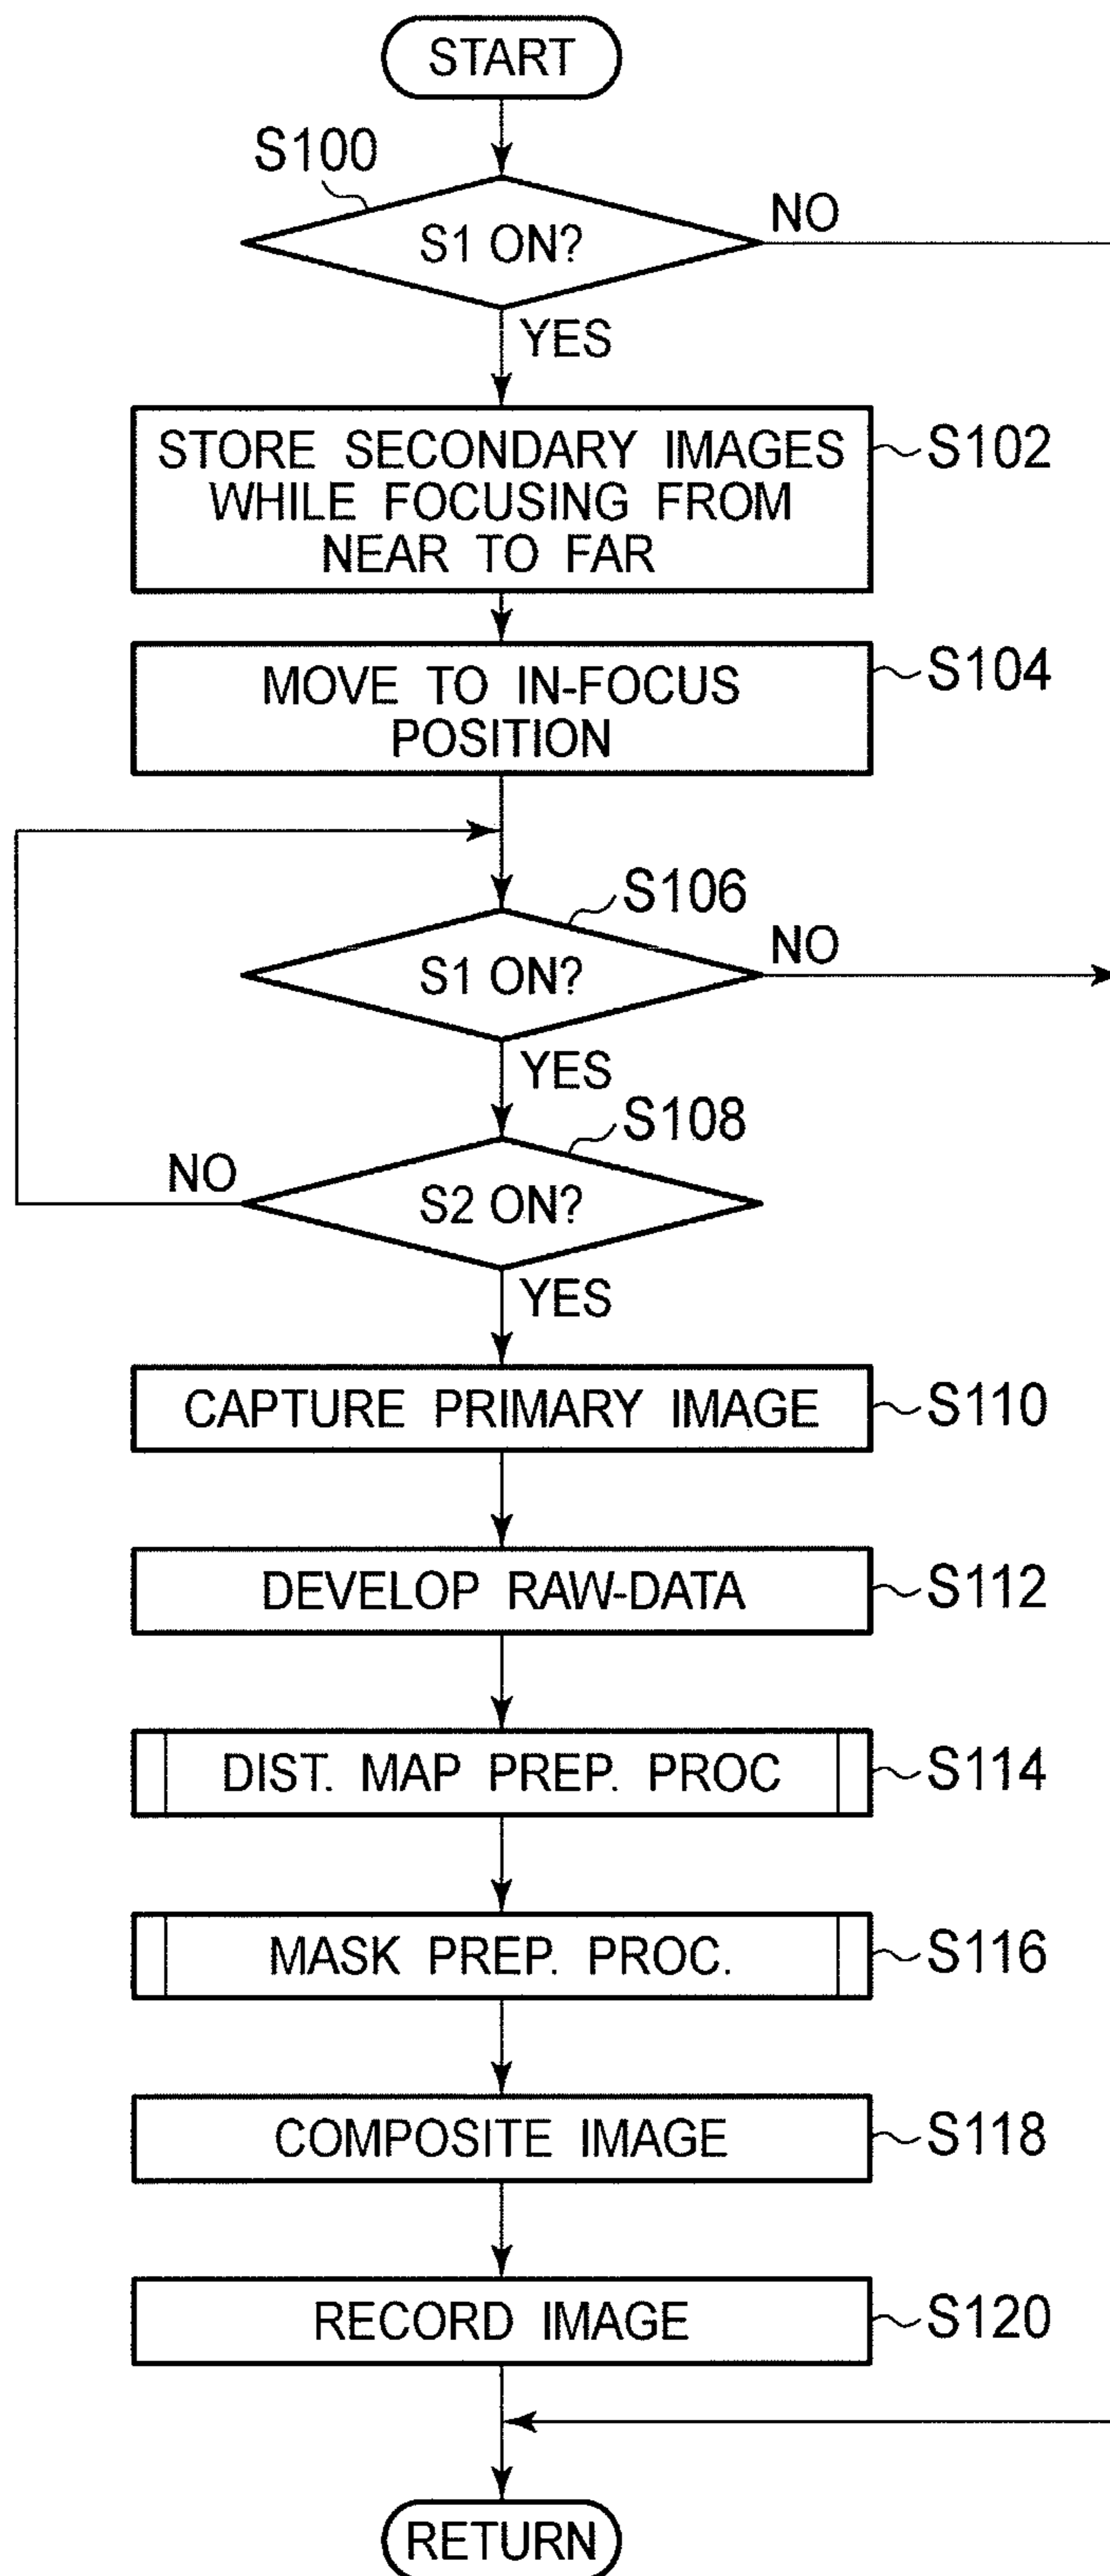 START
S100
S1 ON?
NO
YES
STORE SECONDARY IMAGES
WHILE FOCUSING FROM
NEAR TO FAR
S102
MOVE TO IN-FOCUS
POSITION
S104
S106
S1 ON?
NO
YES
S108
NO
S2 ON?
YES
CAPTURE PRIMARY IMAGE
S110
DEVELOP RAW-DATA
S112
DIST. MAP PREP. PROC
S114
MASK PREP. PROC.
S116
COMPOSITE IMAGE
S118
RECORD IMAGE
S120
RETURN